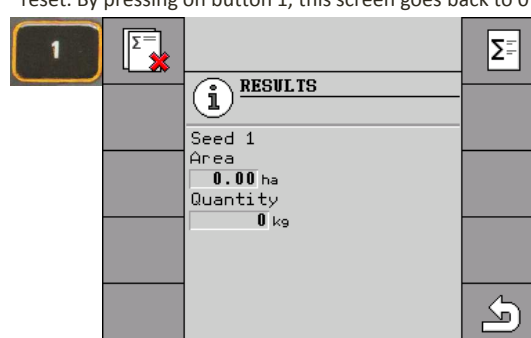 reset. By pressing on button 1, this screen goes back to 0
1
Σ=
Σ=
i RESULTS
Seed 1
Area
0.00 ha
Quantity
0 kg